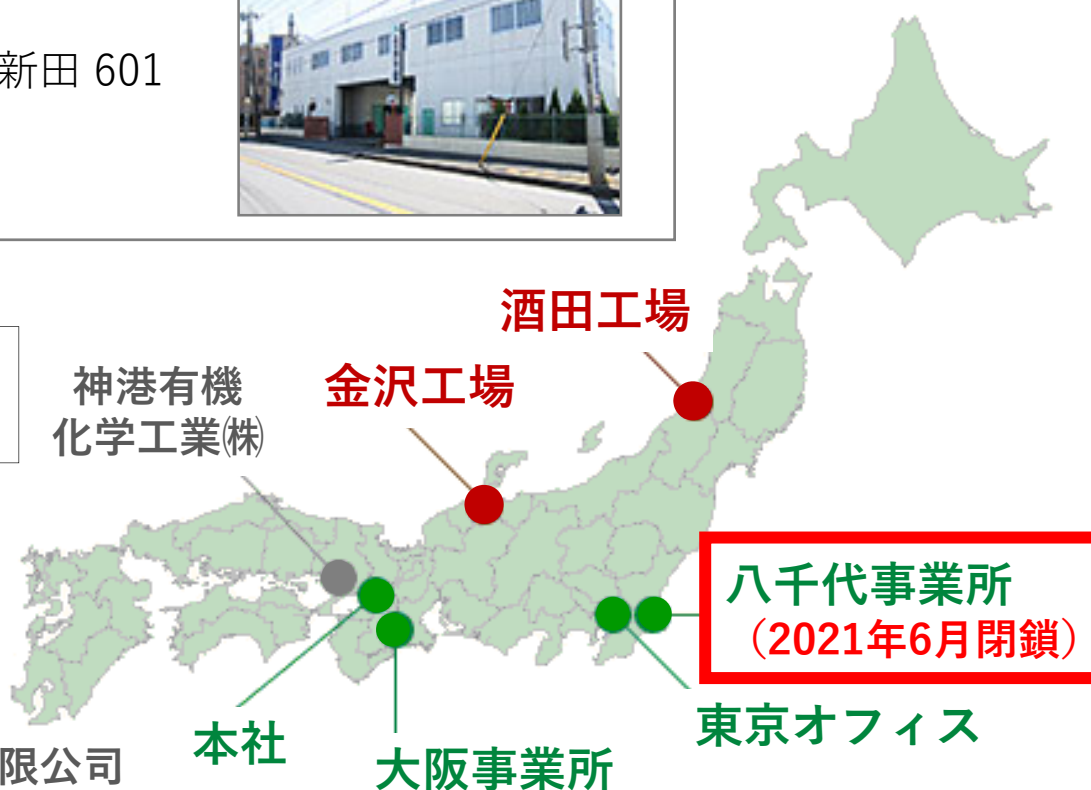 新田 601
酒田工場
神港有機
化学工業㈱
金沢工場
八千代事業所
（2021年6月閉鎖）
東京オフィス
本社
大阪事業所
限公司